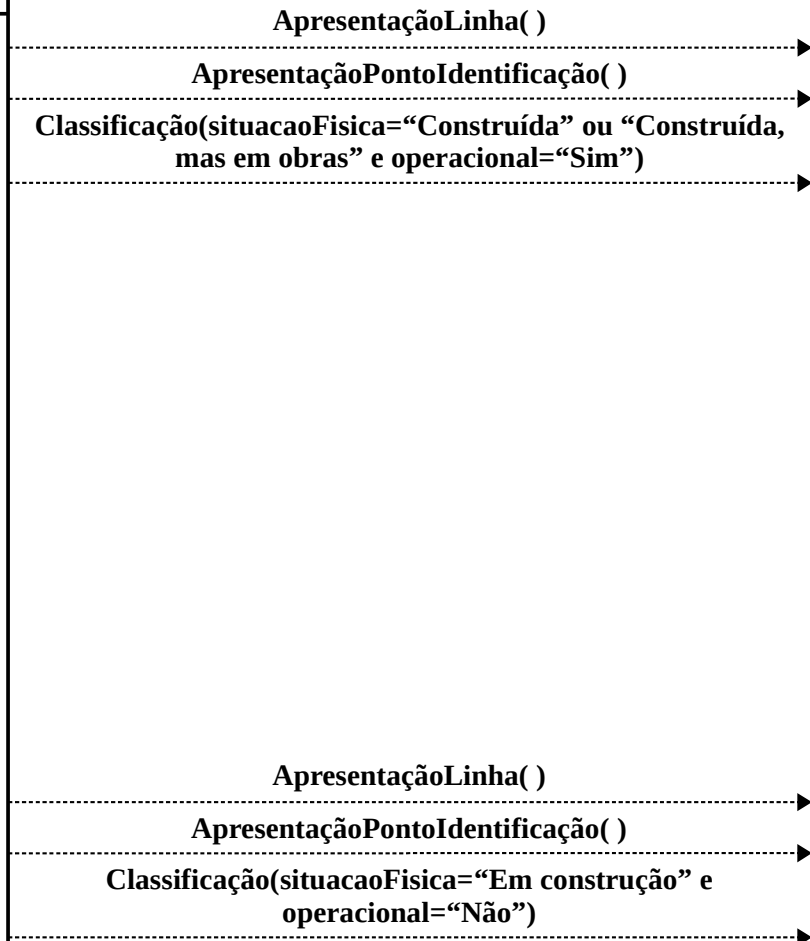 ApresentaçãoLinha( )
ApresentaçãoPontoIdentificação( )
Classificação(situacaoFisica=“Construída” ou “Construída,
mas em obras” e operacional=“Sim”)
ApresentaçãoLinha( )
ApresentaçãoPontoIdentificação( )
Classificação(situacaoFisica=“Em construção” e
operacional=“Não”)